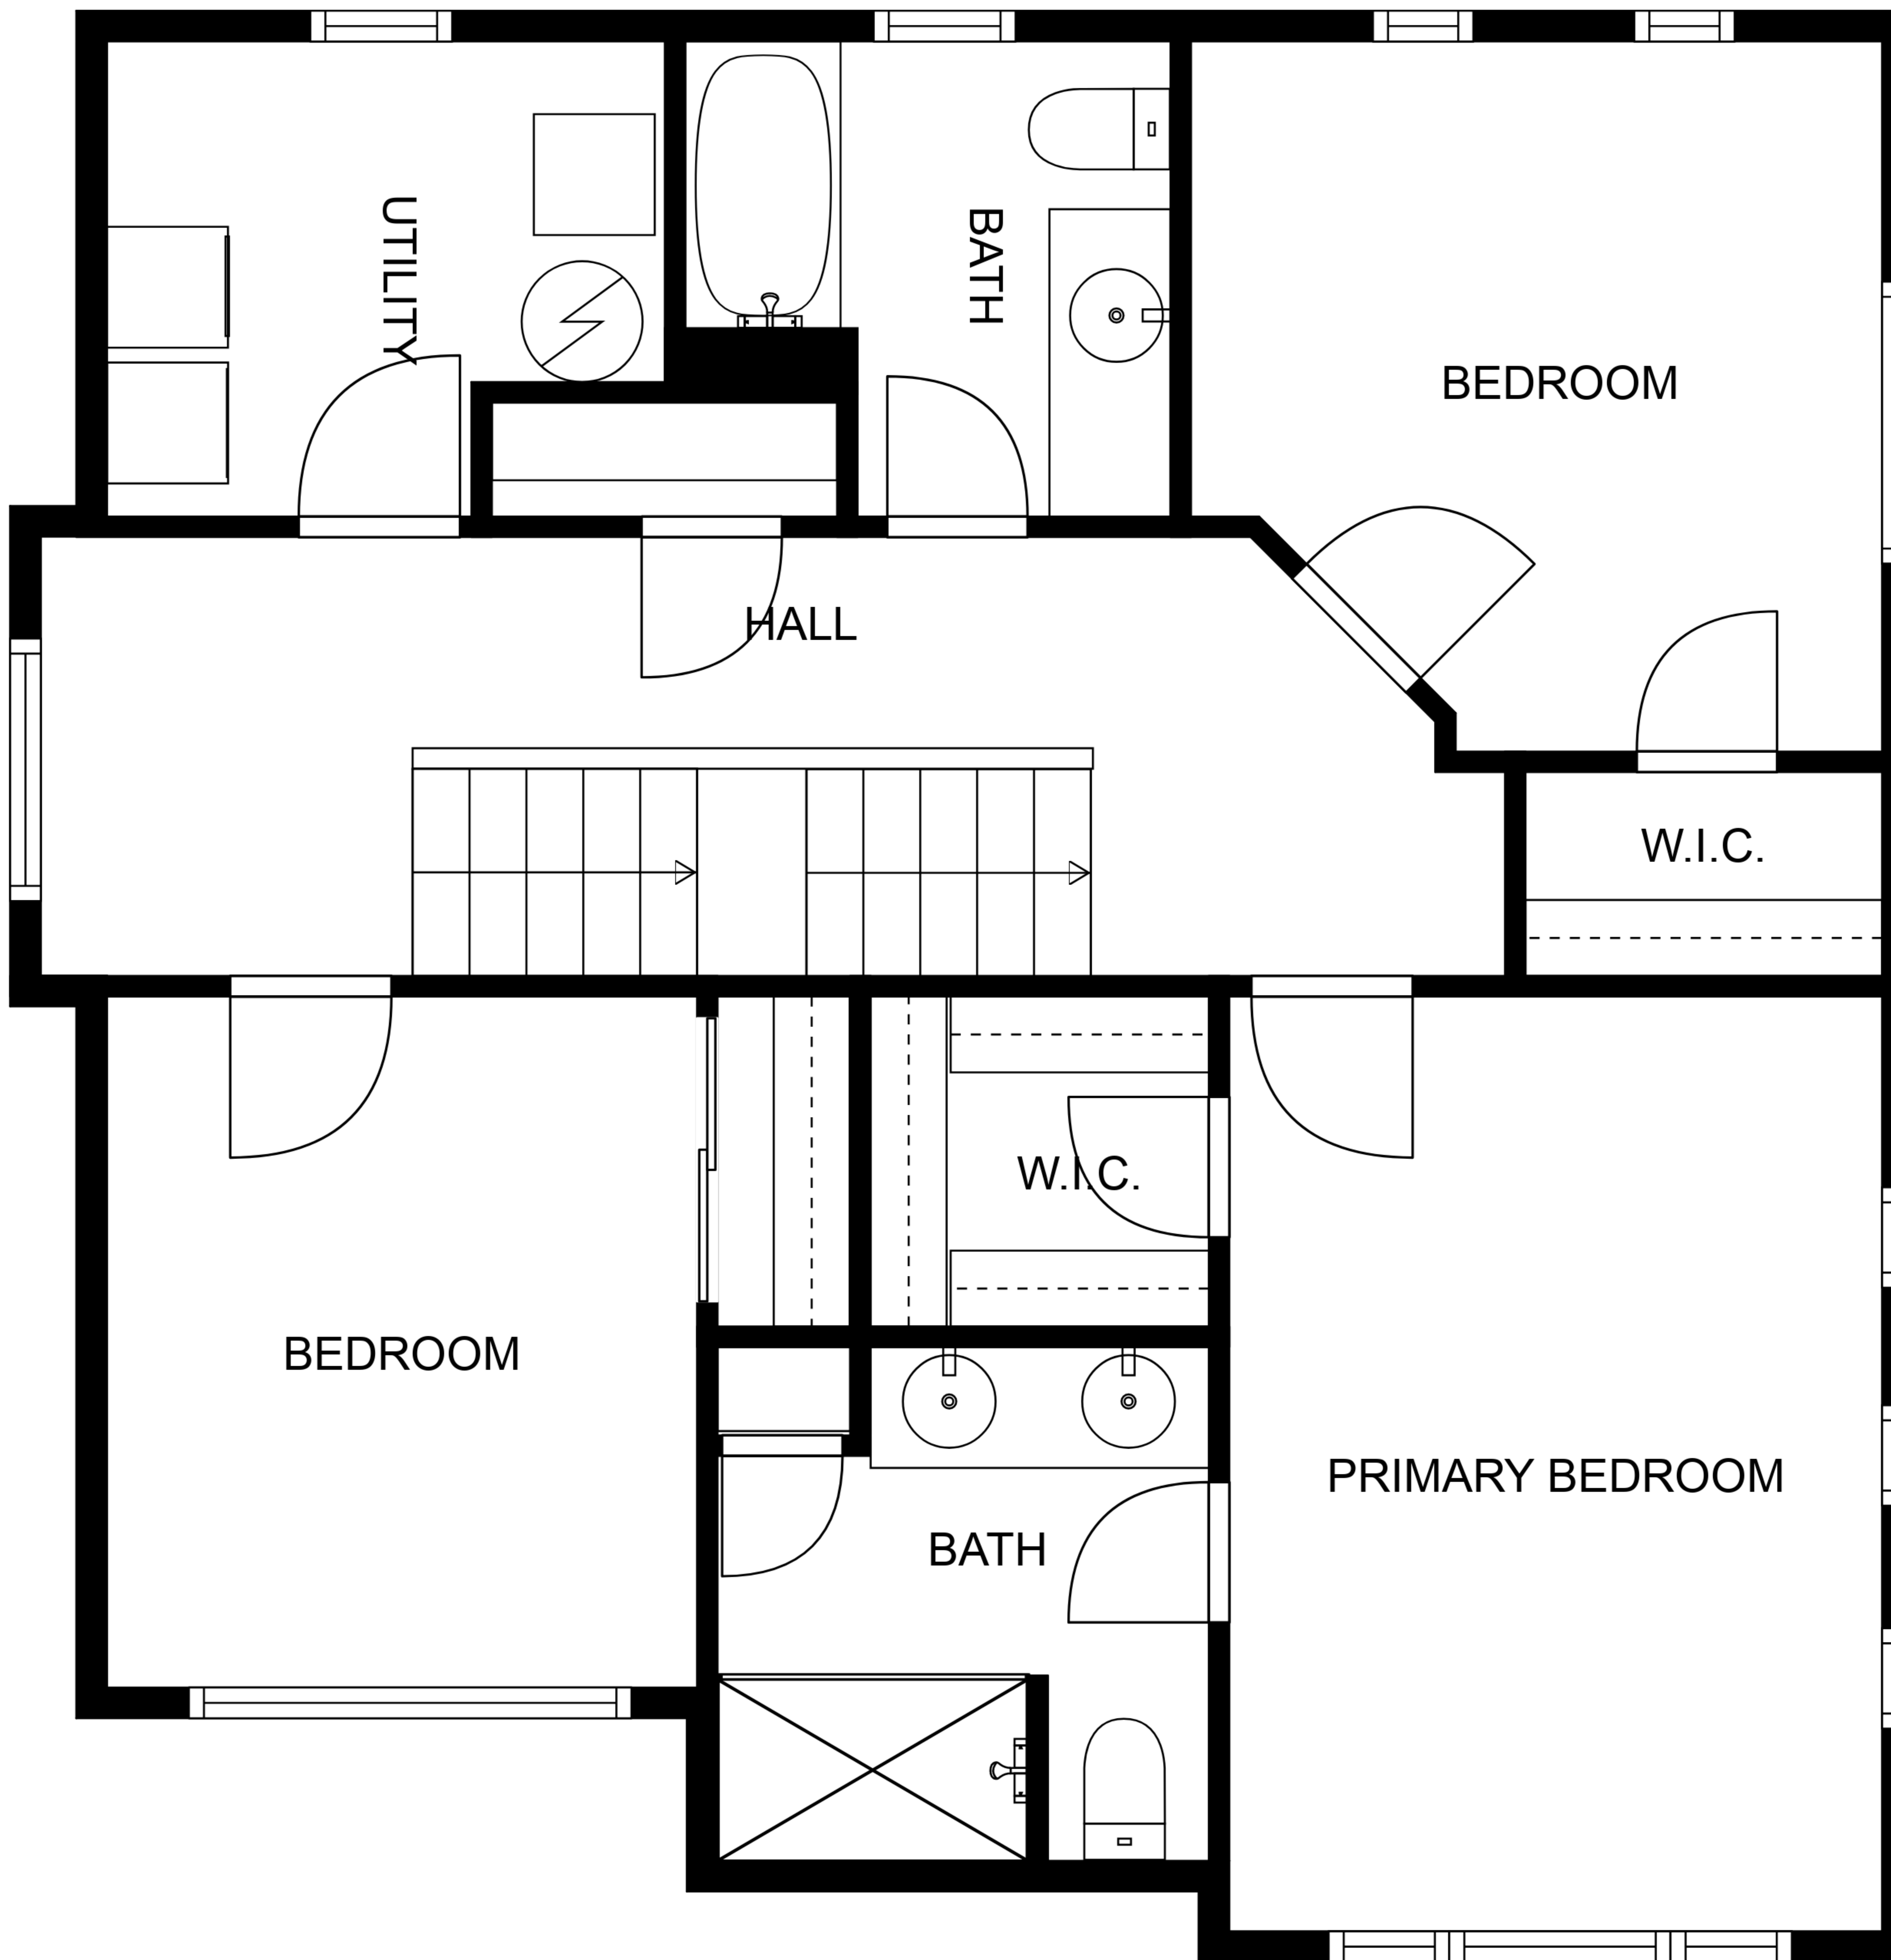 UTILITY
BATH
BEDROOM
HALL
W.I.C.
W.I.C.
BEDROOM
PRIMARY BEDROOM
BATH